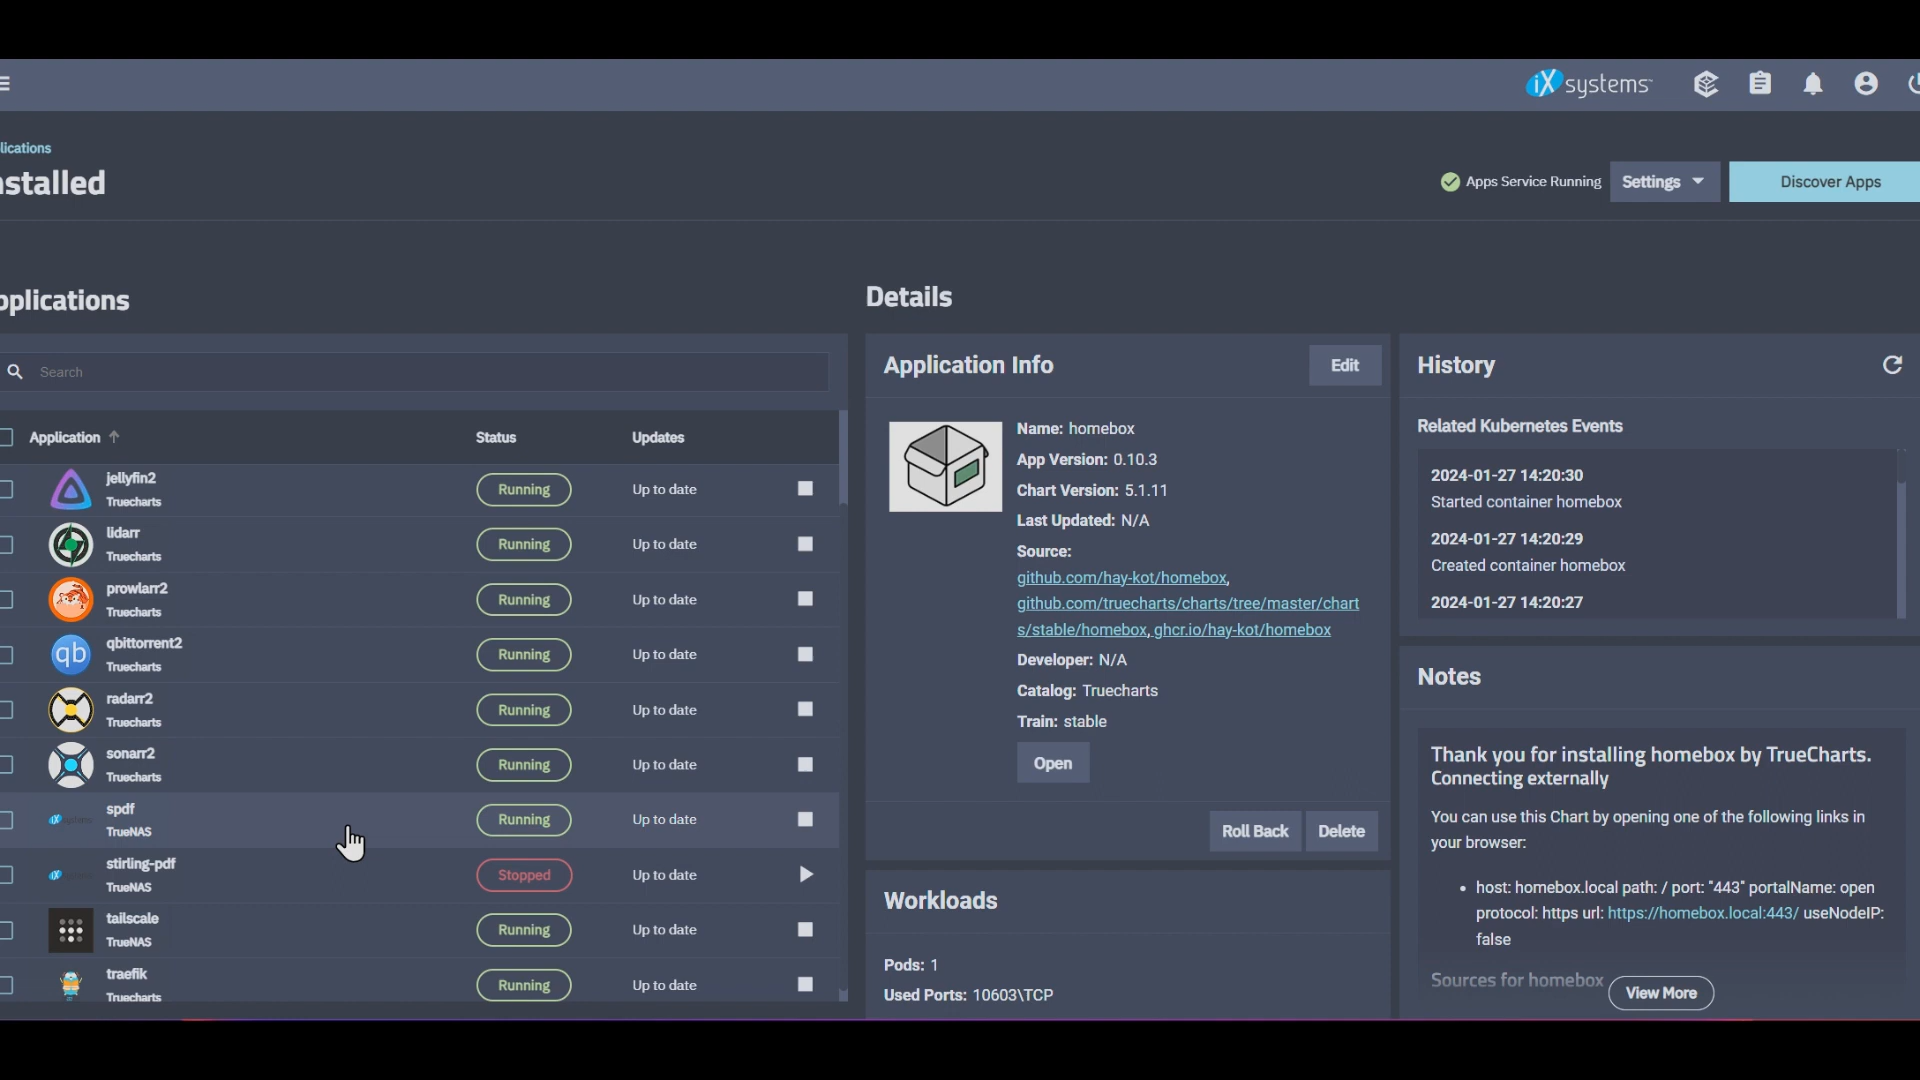 iXsystems
lications
nstalled
Apps Service Running
Settings
Discover Apps
pplications
Details
Search
Application Status Updates
jellyfin2
Truecharts
Running
Up to date
lidarr
Truecharts
Running
Up to date
prowlarr2
Truecharts
Running
Up to date
qb
qbittorrent2
Truecharts
Running
Up to date
radarr2
Truecharts
Running
Up to date
sonarr2
Truecharts
Running
Up to date
spdf
TrueNAS
Running
Up to date
stirling-pdf
TrueNAS
Stopped
Up to date
tailscale
TrueNAS
Running
Up to date
traefik
Truecharts
Running
Up to date
Application Info
Edit
Name: homebox
App Version: 0.10.3
Chart Version: 5.1.11
Last Updated: N/A
Source:
github.com/hay-kot/homebox,
github.com/truecharts/charts/tree/master/chart
s/stable/homebox, ghcr.io/hay-kot/homebox
Developer: N/A
Catalog: Truecharts
Train: stable
Open
Roll Back
Delete
Workloads
Pods: 1
Used Ports: 10603\TCP
History
Related Kubernetes Events
2024-01-27 14:20:30
Started container homebox
2024-01-27 14:20:29
Created container homebox
2024-01-27 14:20:27
Notes
Thank you for installing homebox by TrueCharts.
Connecting externally
You can use this Chart by opening one of the following links in
your browser:
• host: homebox.local path: / port: "443" portalName: open
protocol: https url: https://homebox.local:443/ useNodeIP:
false
Sources for homebox
View More